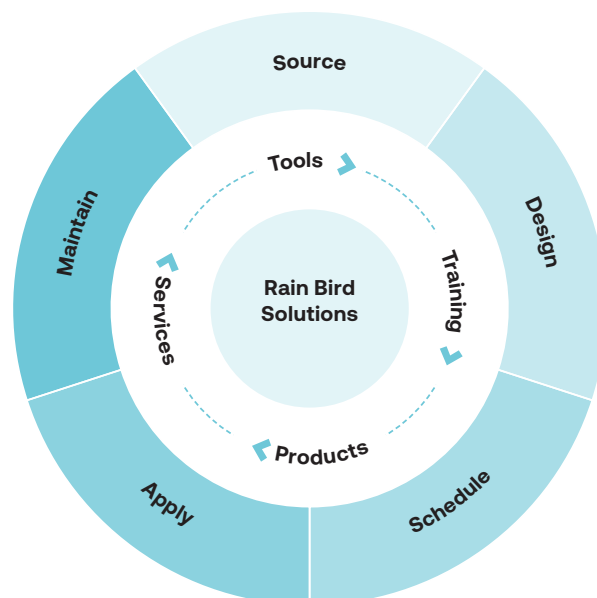 Source
Design
Schedule
Apply
Maintain
Tools
Training
Products
Services
Rain Bird
Solutions